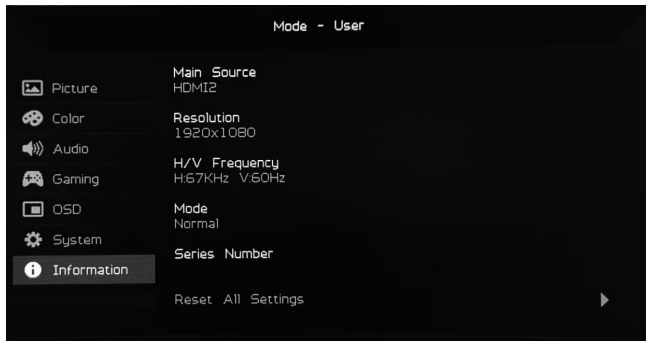 Mode - User
Picture
Color
Audio
Gaming
OSD
System
Information
Main Source
HDMI2
Resolution
1920x1080
H/V Frequency
H:67KHz V:60Hz
Mode
Normal
Series Number
Reset All Settings